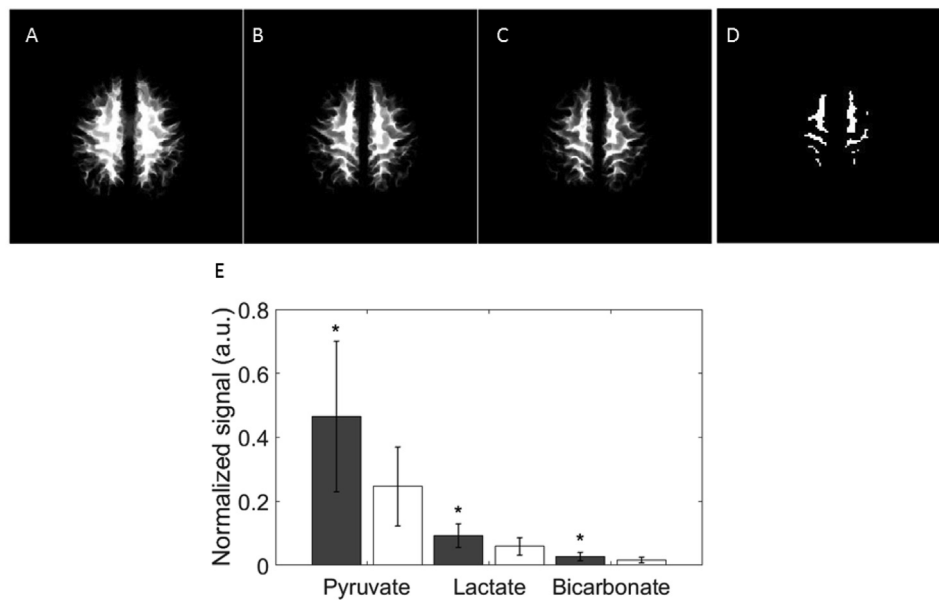 A
B
C
D
E
Normalized signal (a.u.)
0.8
0.6
0.4
0.2
0
*
*
*
Pyruvate
Lactate
Bicarbonate